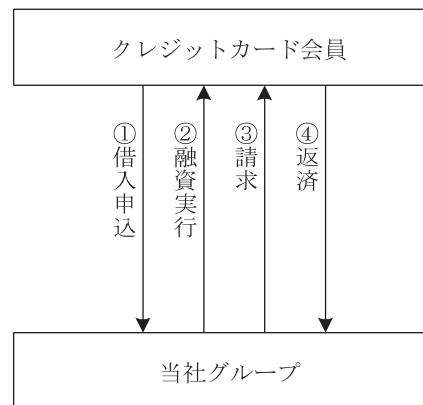 クレジットカード会員
①借入申込
②融資実行
③請求
④返済
当社グループ